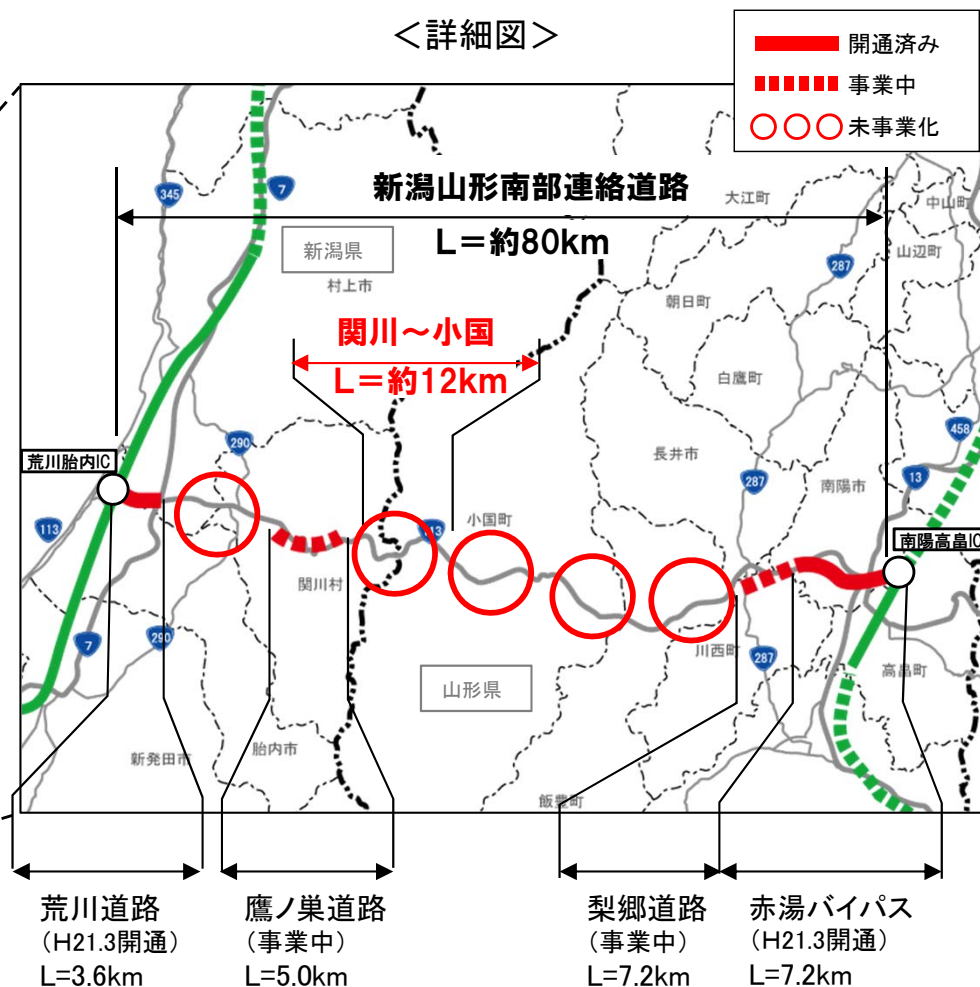 <詳細図>
開通済み
事業中
未事業化
新潟山形南部連絡道路
L=約80km
345
7
新潟県
村上市
大江町
中山町
山辺町
287
朝日町
関川~小国
L=約12km
白鷹町
290
458
荒川胎内IC
長井市
13
287
南陽市
113
小国町
13
南陽高畠IC
関川村
7
290
川西町
287
高畠町
山形県
新発田市
胎内市
飯豊町
荒川道路
(H21.3開通)
L=3.6km
鷹ノ巣道路
(事業中)
L=5.0km
梨郷道路
(事業中)
L=7.2km
赤湯バイパス
(H21.3開通)
L=7.2km